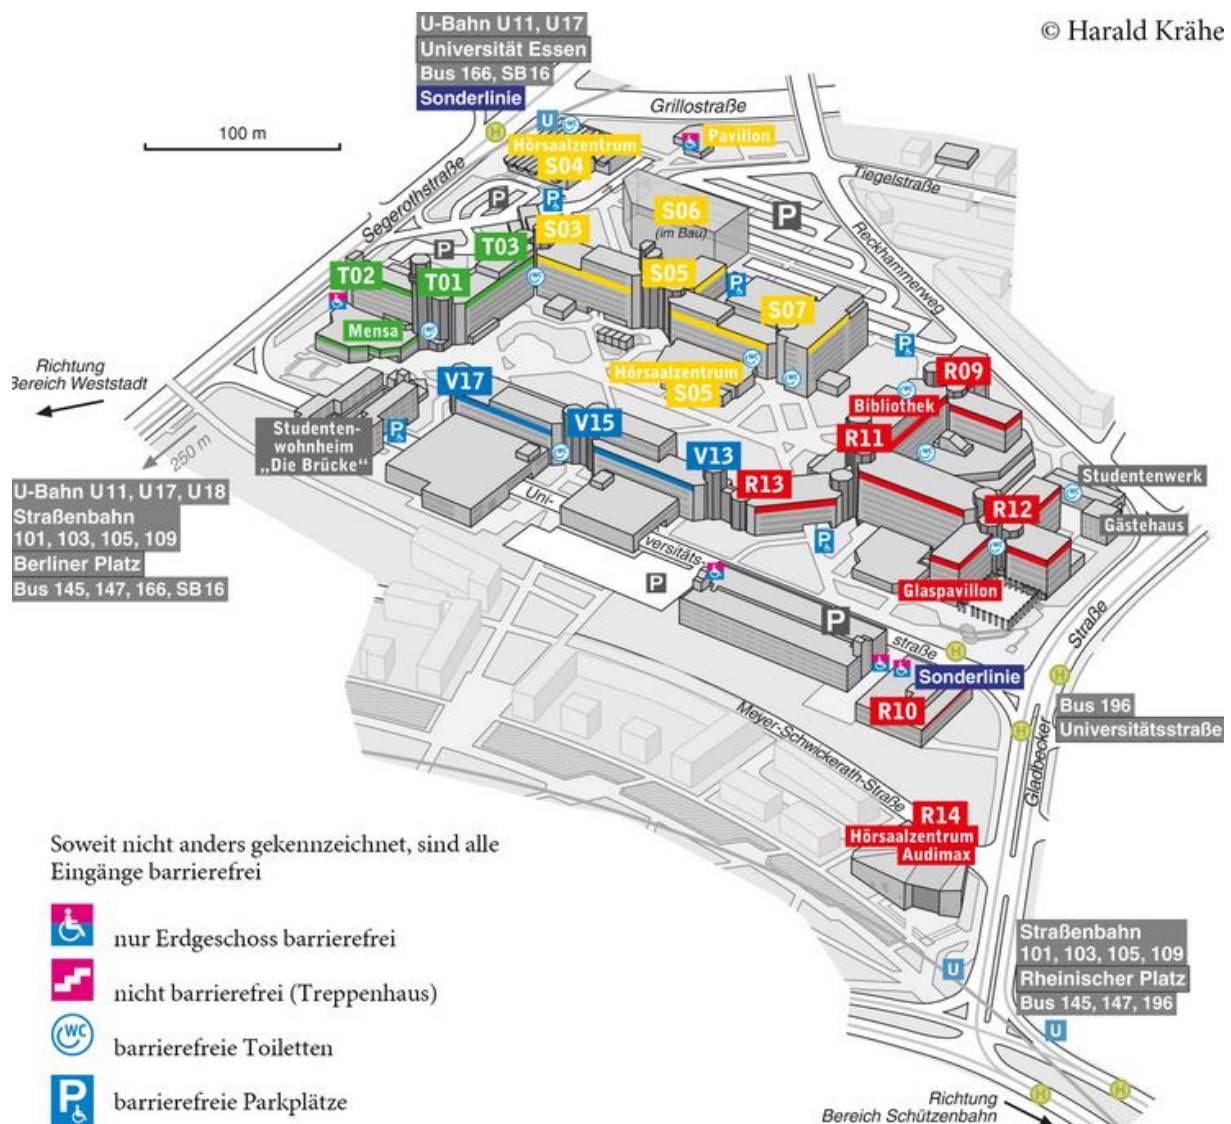 U-Bahn U11, U17
Universität Essen
Bus 166, SB16
Sonderlinie
© Harald Krähe
100 m
Grillostraße
H
U
WC
Pavillon
Hörsaalzentrum
S04
Segerothstraße
Tiegelstraße
P
P
S06
(im Bau)
P
S03
Reckhammerweg
T03
P
T02
T01
S05
P
S07
Mensa
Richtung
Bereich Weststadt
P
Hörsaalzentrum
S05
R09
V17
Bibliothek
250 m
Studenten-
wohnheim
„Die Brücke“
P
V15
R11
V13
R13
Studentenwerk
U-Bahn U11, U17, U18
Straßenbahn
101, 103, 105, 109
Berliner Platz
Bus 145, 147, 166, SB16
Uni-
versitäts-
straße
R12
Gästehaus
P
P
Glaspavillon
P
Straße
H
Sonderlinie
H
R10
Bus 196
Universitätsstraße
H
Gladbecker
Meyer-Schwickerath-Straße
R14
Hörsaalzentrum
Audimax
Soweit nicht anders gekennzeichnet, sind alle
Eingänge barrierefrei
nur Erdgeschoss barrierefrei
nicht barrierefrei (Treppenhaus)
WC
barrierefreie Toiletten
P
barrierefreie Parkplätze
Straßenbahn
101, 103, 105, 109
Rheinischer Platz
Bus 145, 147, 196
U
U
H
H
Richtung
Bereich Schützenbahn